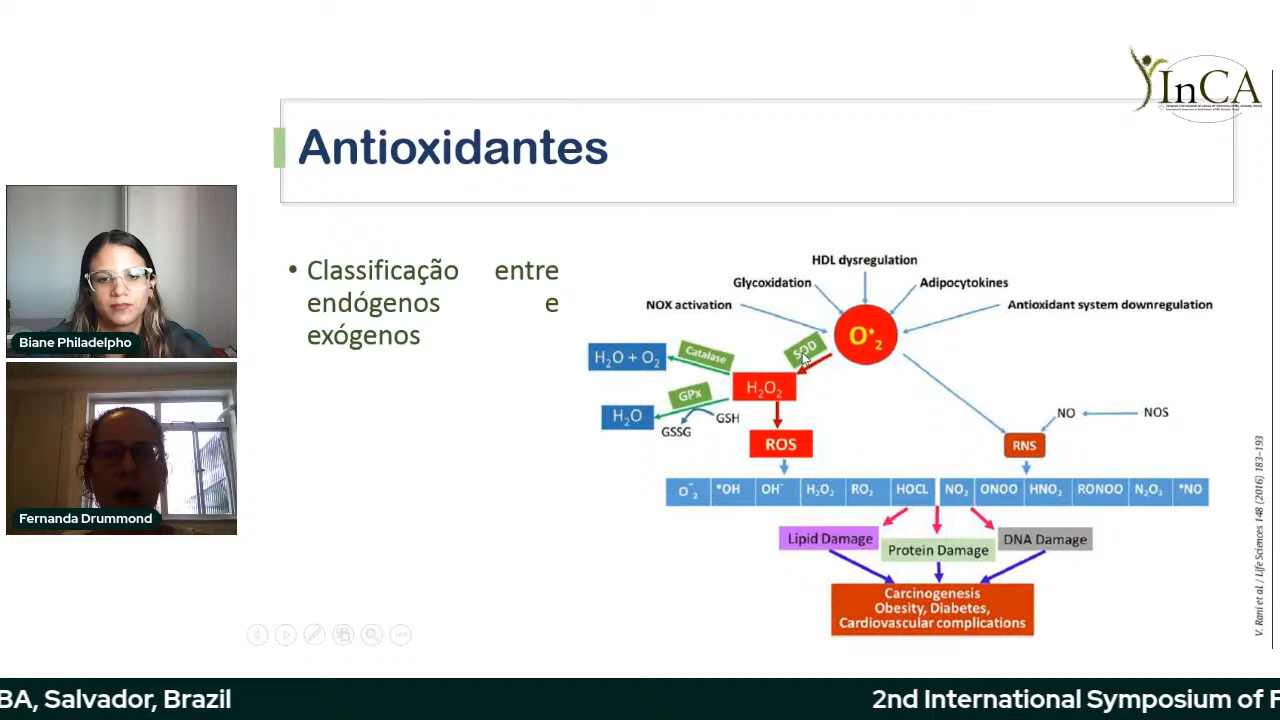 InCA
Antioxidantes
• Classificação entre
endógenos e
exógenos
HDL dysregulation
Glycoxidation
Adipocytokines
NOX activation
Antioxidant system downregulation
O•2
SOD
Catalase
H2O + O2
H2O2
GPx
H2O
GSH
GSSG
NO
NOS
ROS
RNS
O-2 •OH OH- H2O2 RO2 HOCL NO2 ONOO HNO2 RONOO N2O3 •NO
Lipid Damage
Protein Damage
DNA Damage
Carcinogenesis
Obesity, Diabetes,
Cardiovascular complications
V. Rani et al. / Life Sciences 148 (2016) 183–193
Biane Philadelpho
Fernanda Drummond
BA, Salvador, Brazil
2nd International Symposium of F